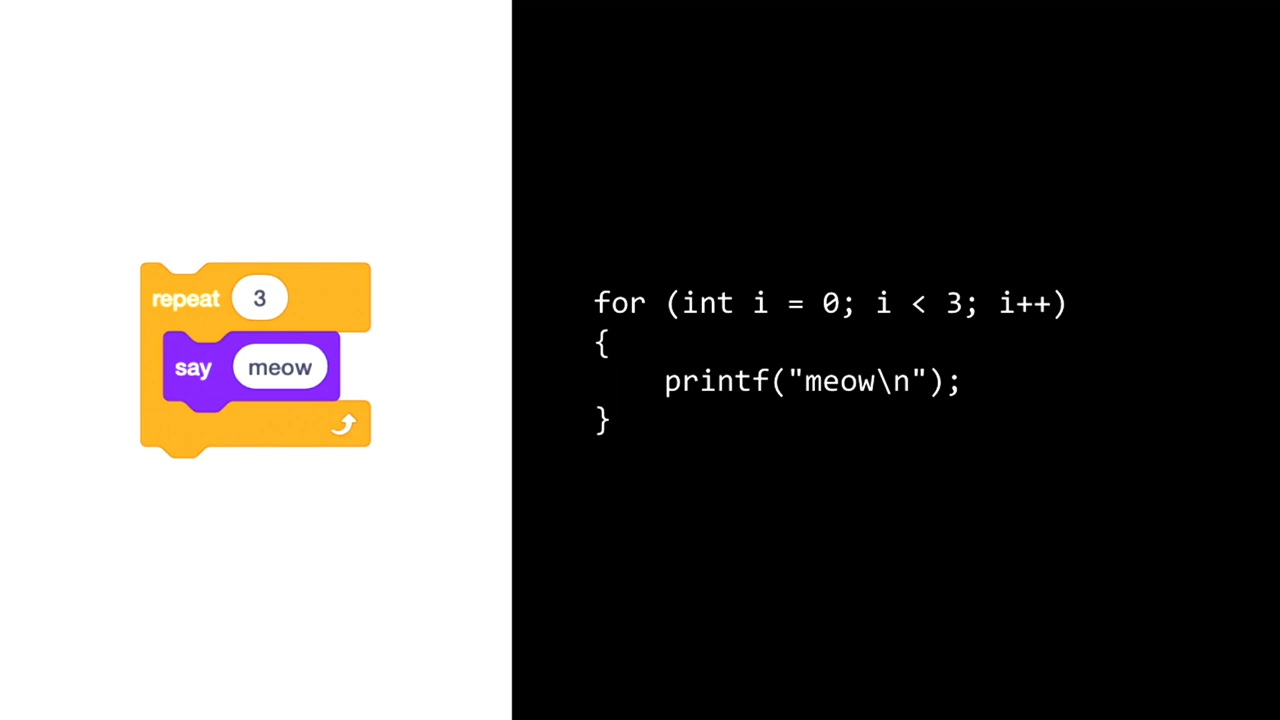 repeat 3
say meow
for (int i = 0; i < 3; i++)
{
    printf("meow\n");
}